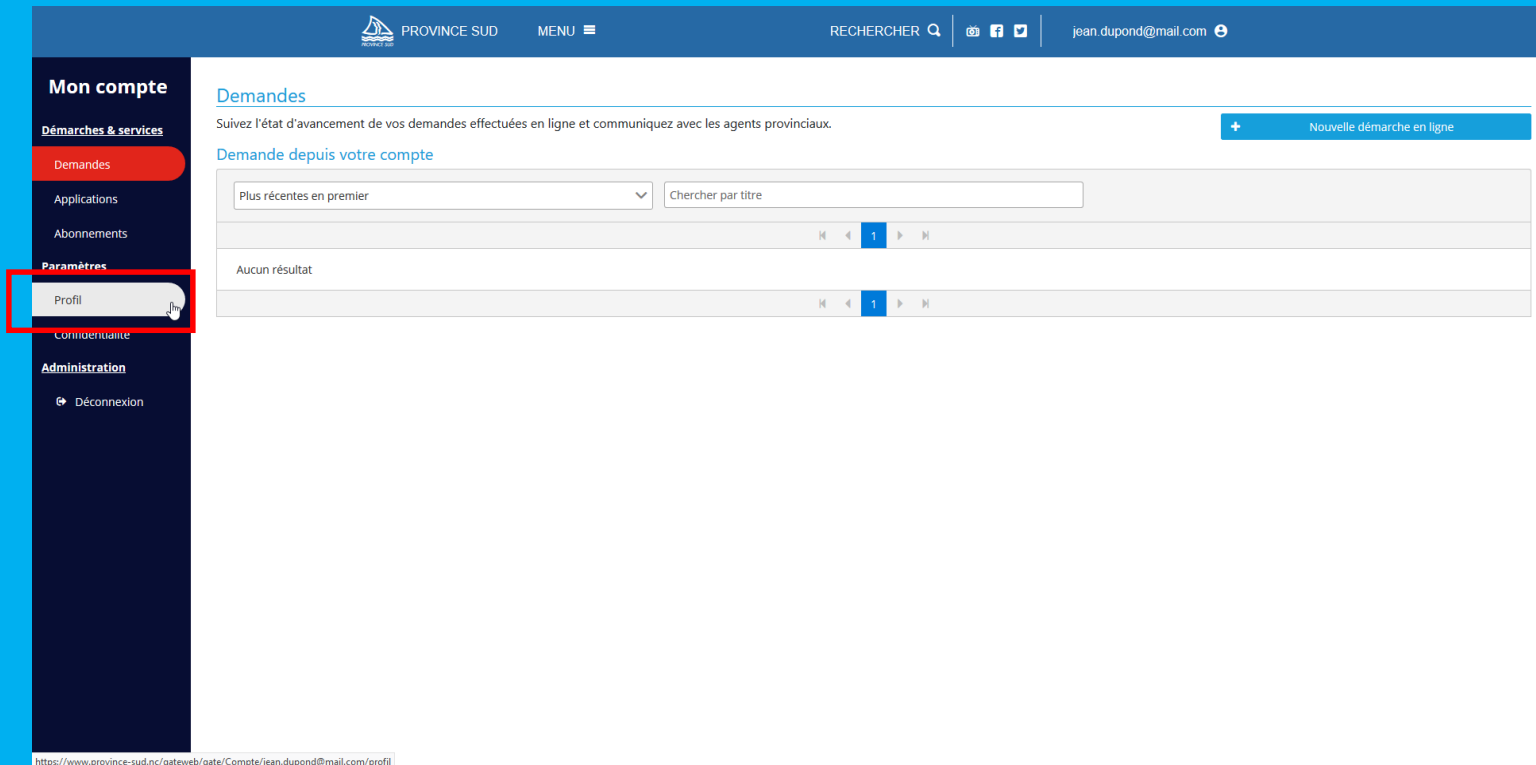 PROVINCE SUD
PROVINCE SUD
MENU
RECHERCHER
jean.dupond@mail.com
Mon compte
Démarches & services
Demandes
Applications
Abonnements
Paramètres
Profil
Confidentialité
Administration
Déconnexion
Demandes
Suivez l'état d'avancement de vos demandes effectuées en ligne et communiquez avec les agents provinciaux.
Nouvelle démarche en ligne
Demande depuis votre compte
Plus récentes en premier
Chercher par titre
1
Aucun résultat
1
https://www.province-sud.nc/gateweb/gate/Compte/jean.dupond@mail.com/profil